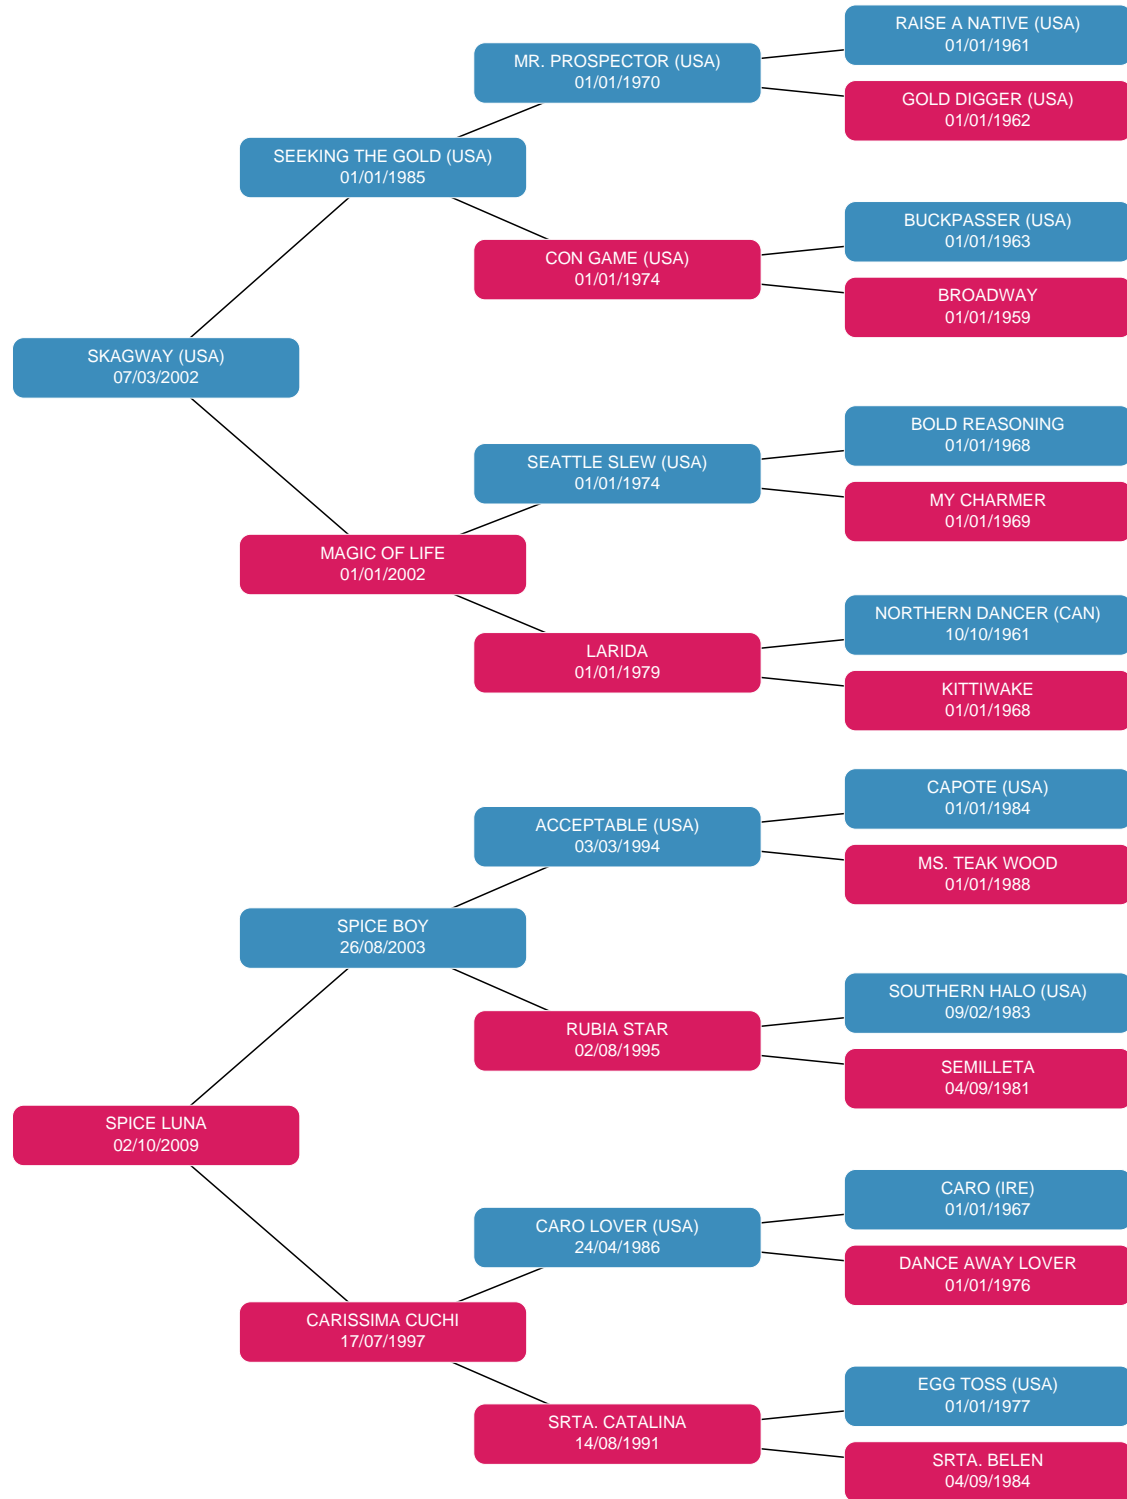 RAISE A NATIVE (USA)
01/01/1961
MR. PROSPECTOR (USA)
01/01/1970
GOLD DIGGER (USA)
01/01/1962
SEEKING THE GOLD (USA)
01/01/1985
BUCKPASSER (USA)
01/01/1963
CON GAME (USA)
01/01/1974
BROADWAY
01/01/1959
SKAGWAY (USA)
07/03/2002
BOLD REASONING
01/01/1968
SEATTLE SLEW (USA)
01/01/1974
MY CHARMER
01/01/1969
MAGIC OF LIFE
01/01/2002
NORTHERN DANCER (CAN)
10/10/1961
LARIDA
01/01/1979
KITTIWAKE
01/01/1968
CAPOTE (USA)
01/01/1984
ACCEPTABLE (USA)
03/03/1994
MS. TEAK WOOD
01/01/1988
SPICE BOY
26/08/2003
SOUTHERN HALO (USA)
09/02/1983
RUBIA STAR
02/08/1995
SEMILLETA
04/09/1981
SPICE LUNA
02/10/2009
CARO (IRE)
01/01/1967
CARO LOVER (USA)
24/04/1986
DANCE AWAY LOVER
01/01/1976
CARISSIMA CUCHI
17/07/1997
EGG TOSS (USA)
01/01/1977
SRTA. CATALINA
14/08/1991
SRTA. BELEN
04/09/1984